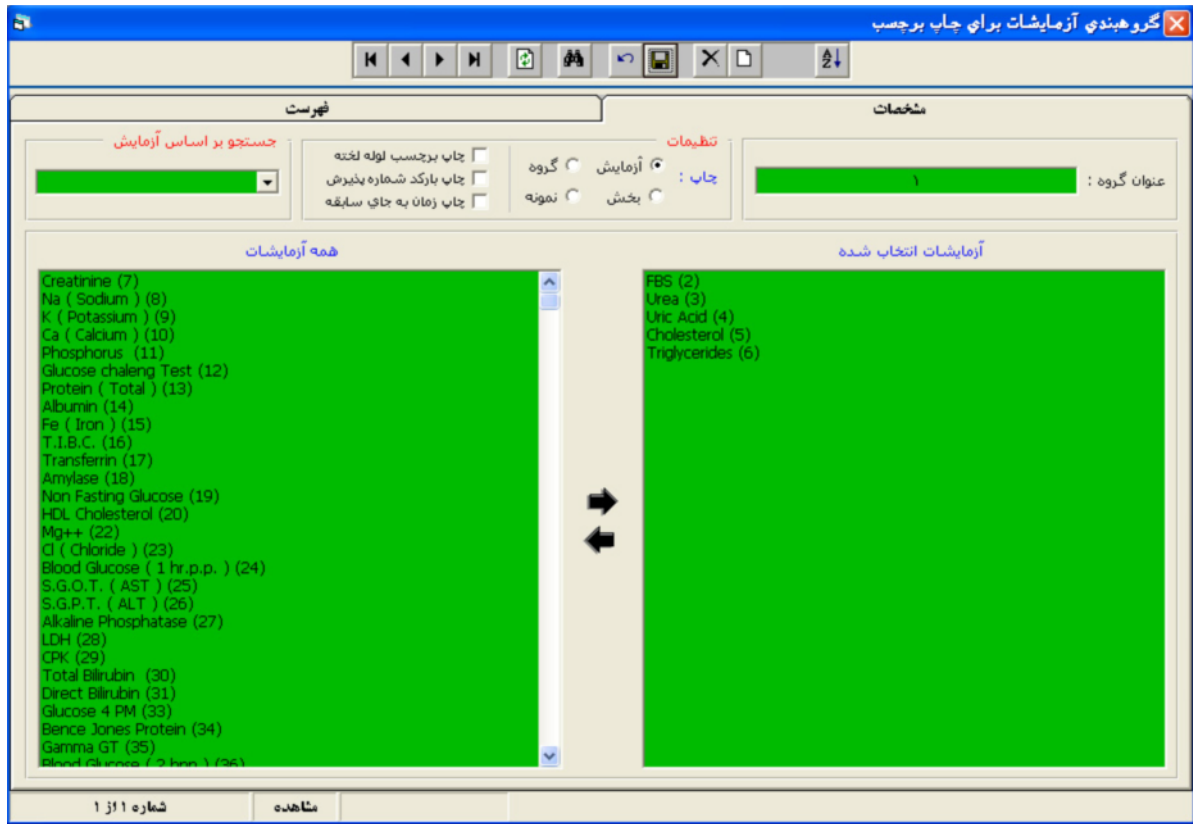 گروهبندي آزمايشات براي چاپ برچسب
مشخصات
فهرست
عنوان گروه :
۱
تنظيمات
چاپ :
آزمايش
گروه
بخش
نمونه
چاپ برچسب لوله لخته
چاپ بارکد شماره پذيرش
چاپ زمان به جاي سابقه
جستجو بر اساس آزمايش
آزمايشات انتخاب شده
FBS (2)
Urea (3)
Uric Acid (4)
Cholesterol (5)
Triglycerides (6)
همه آزمايشات
Creatinine (7)
Na ( Sodium ) (8)
K ( Potassium ) (9)
Ca ( Calcium ) (10)
Phosphorus (11)
Glucose chaleng Test (12)
Protein ( Total ) (13)
Albumin (14)
Fe ( Iron ) (15)
T.I.B.C. (16)
Transferrin (17)
Amylase (18)
Non Fasting Glucose (19)
HDL Cholesterol (20)
Mg++ (22)
Cl ( Chloride ) (23)
Blood Glucose ( 1 hr.p.p. ) (24)
S.G.O.T. ( AST ) (25)
S.G.P.T. ( ALT ) (26)
Alkaline Phosphatase (27)
LDH (28)
CPK (29)
Total Bilirubin (30)
Direct Bilirubin (31)
Glucose 4 PM (33)
Bence Jones Protein (34)
Gamma GT (35)
Blood Glucose ( 2 hpp ) (36)
مشاهده
شماره ۱ از ۱